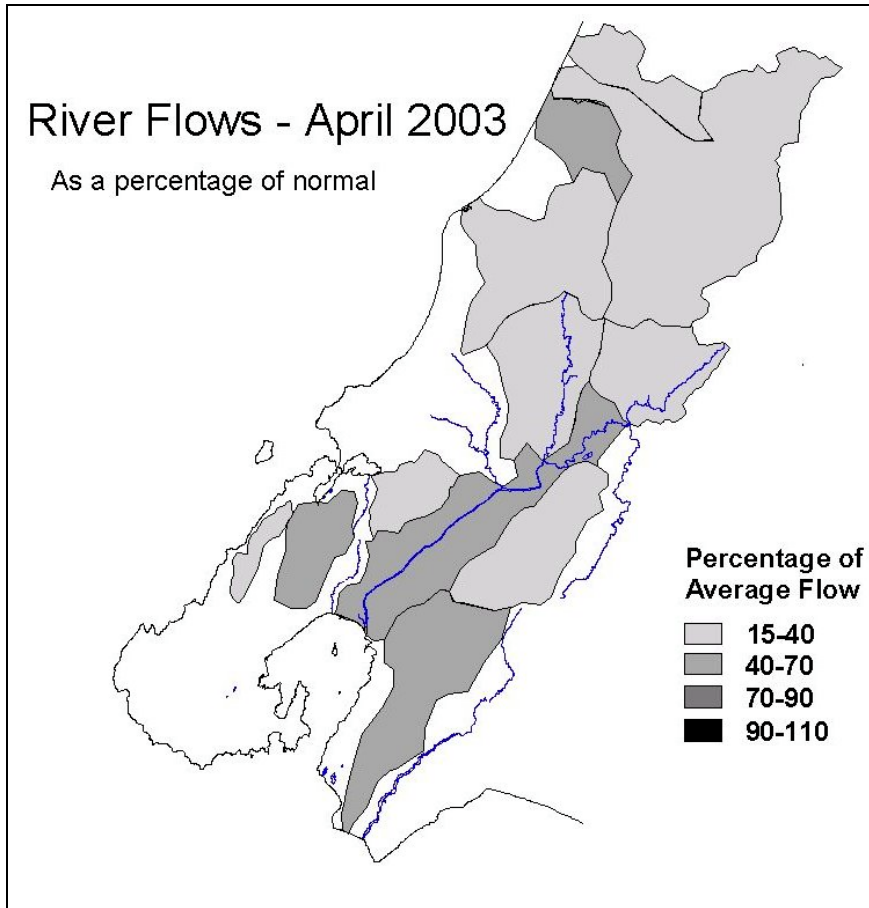 River Flows - April 2003
As a percentage of normal
Percentage of
Average Flow
15-40
40-70
70-90
90-110